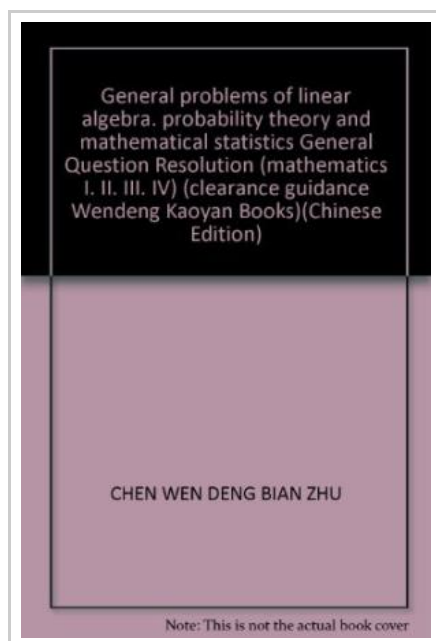 General problems of linear
algebra. probability theory and
mathematical statistics General
Question Resolution (mathematics
I. II. III. IV) (clearance guidance
Wendeng Kaoyan Books)(Chinese
Edition)
CHEN WEN DENG BIAN ZHU
Note: This is not the actual book cover